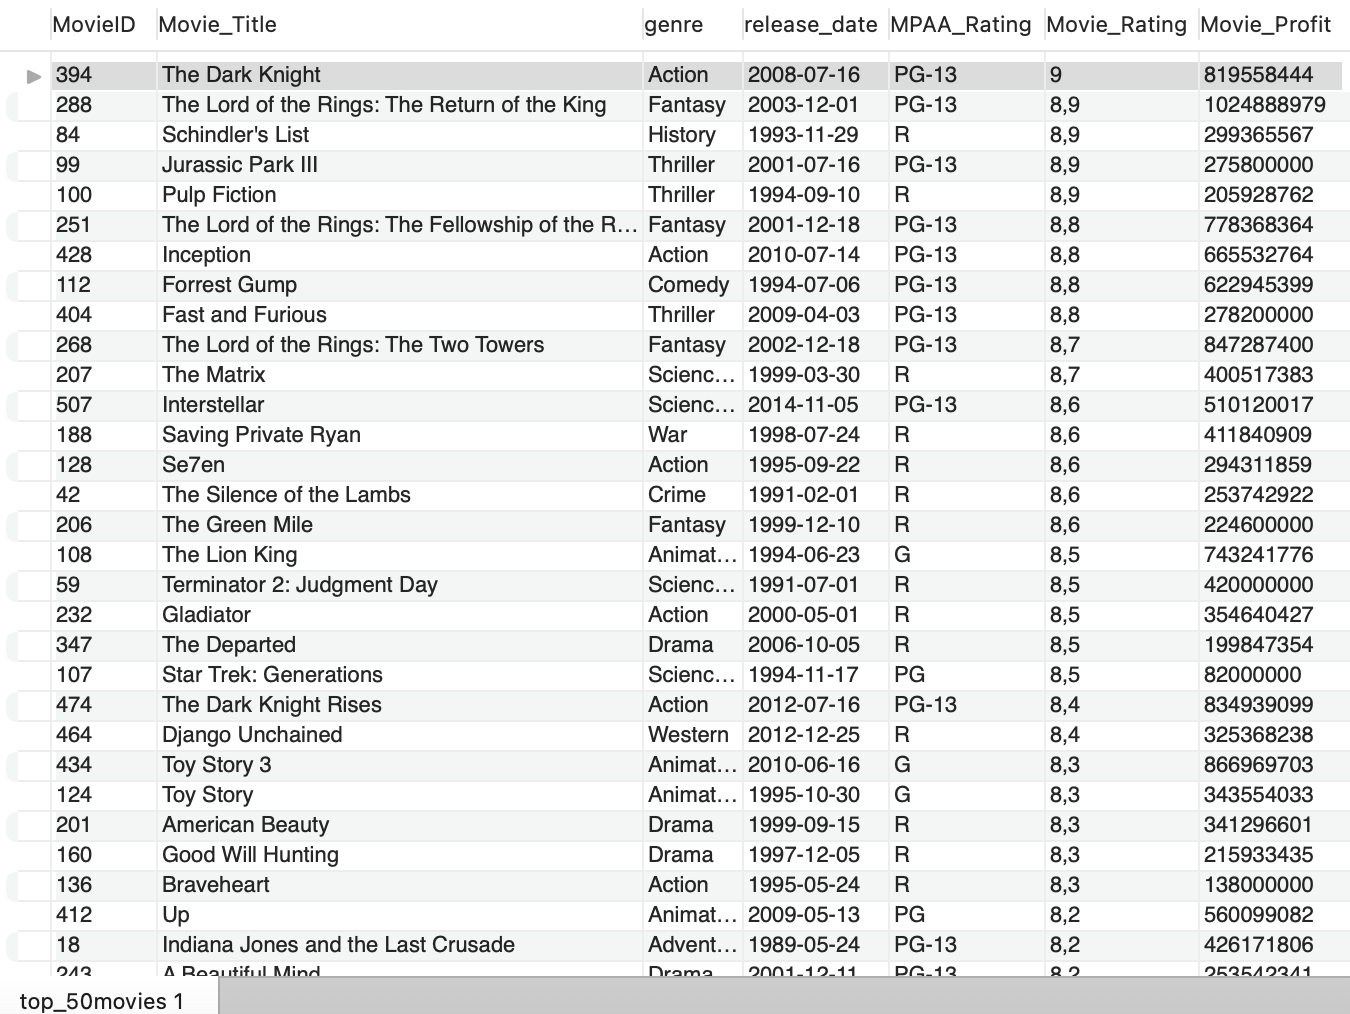 MovieID Movie_Title genre release_date MPAA_Rating Movie_Rating Movie_Profit
394 The Dark Knight Action 2008-07-16 PG-13 9 819558444
288 The Lord of the Rings: The Return of the King Fantasy 2003-12-01 PG-13 8,9 1024888979
84 Schindler's List History 1993-11-29 R 8,9 299365567
99 Jurassic Park III Thriller 2001-07-16 PG-13 8,9 275800000
100 Pulp Fiction Thriller 1994-09-10 R 8,9 205928762
251 The Lord of the Rings: The Fellowship of the R... Fantasy 2001-12-18 PG-13 8,8 778368364
428 Inception Action 2010-07-14 PG-13 8,8 665532764
112 Forrest Gump Comedy 1994-07-06 PG-13 8,8 622945399
404 Fast and Furious Thriller 2009-04-03 PG-13 8,8 278200000
268 The Lord of the Rings: The Two Towers Fantasy 2002-12-18 PG-13 8,7 847287400
207 The Matrix Scienc... 1999-03-30 R 8,7 400517383
507 Interstellar Scienc... 2014-11-05 PG-13 8,6 510120017
188 Saving Private Ryan War 1998-07-24 R 8,6 411840909
128 Se7en Action 1995-09-22 R 8,6 294311859
42 The Silence of the Lambs Crime 1991-02-01 R 8,6 253742922
206 The Green Mile Fantasy 1999-12-10 R 8,6 224600000
108 The Lion King Animat... 1994-06-23 G 8,5 743241776
59 Terminator 2: Judgment Day Scienc... 1991-07-01 R 8,5 420000000
232 Gladiator Action 2000-05-01 R 8,5 354640427
347 The Departed Drama 2006-10-05 R 8,5 199847354
107 Star Trek: Generations Scienc... 1994-11-17 PG 8,5 82000000
474 The Dark Knight Rises Action 2012-07-16 PG-13 8,4 834939099
464 Django Unchained Western 2012-12-25 R 8,4 325368238
434 Toy Story 3 Animat... 2010-06-16 G 8,3 866969703
124 Toy Story Animat... 1995-10-30 G 8,3 343554033
201 American Beauty Drama 1999-09-15 R 8,3 341296601
160 Good Will Hunting Drama 1997-12-05 R 8,3 215933435
136 Braveheart Action 1995-05-24 R 8,3 138000000
412 Up Animat... 2009-05-13 PG 8,2 560099082
18 Indiana Jones and the Last Crusade Advent... 1989-05-24 PG-13 8,2 426171806
243 A Beautiful Mind Drama 2001-12-11 PG-13 8,2 253542341
top_50movies 1